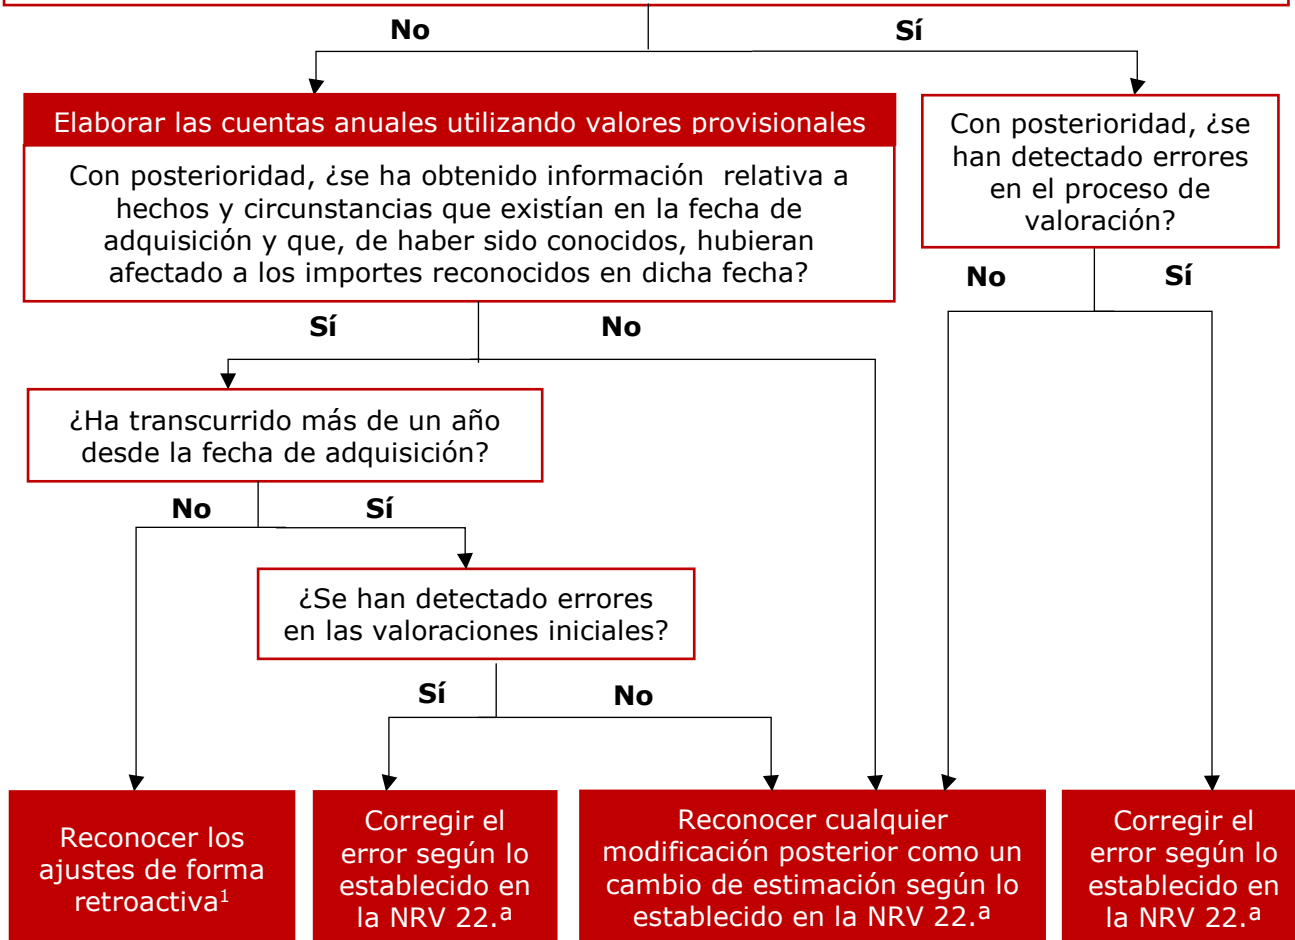 No
Sí
Elaborar las cuentas anuales utilizando valores provisionales
Con posterioridad, ¿se ha obtenido información relativa a
hechos y circunstancias que existían en la fecha de
adquisición y que, de haber sido conocidos, hubieran
afectado a los importes reconocidos en dicha fecha?
Con posterioridad, ¿se
han detectado errores
en el proceso de
valoración?
No
Sí
Sí
No
¿Ha transcurrido más de un año
desde la fecha de adquisición?
No
Sí
¿Se han detectado errores
en las valoraciones iniciales?
Sí
No
Reconocer los
ajustes de forma
retroactiva¹
Corregir el
error según lo
establecido en
la NRV 22.ª
Reconocer cualquier
modificación posterior como un
cambio de estimación según lo
establecido en la NRV 22.ª
Corregir el
error según lo
establecido en
la NRV 22.ª